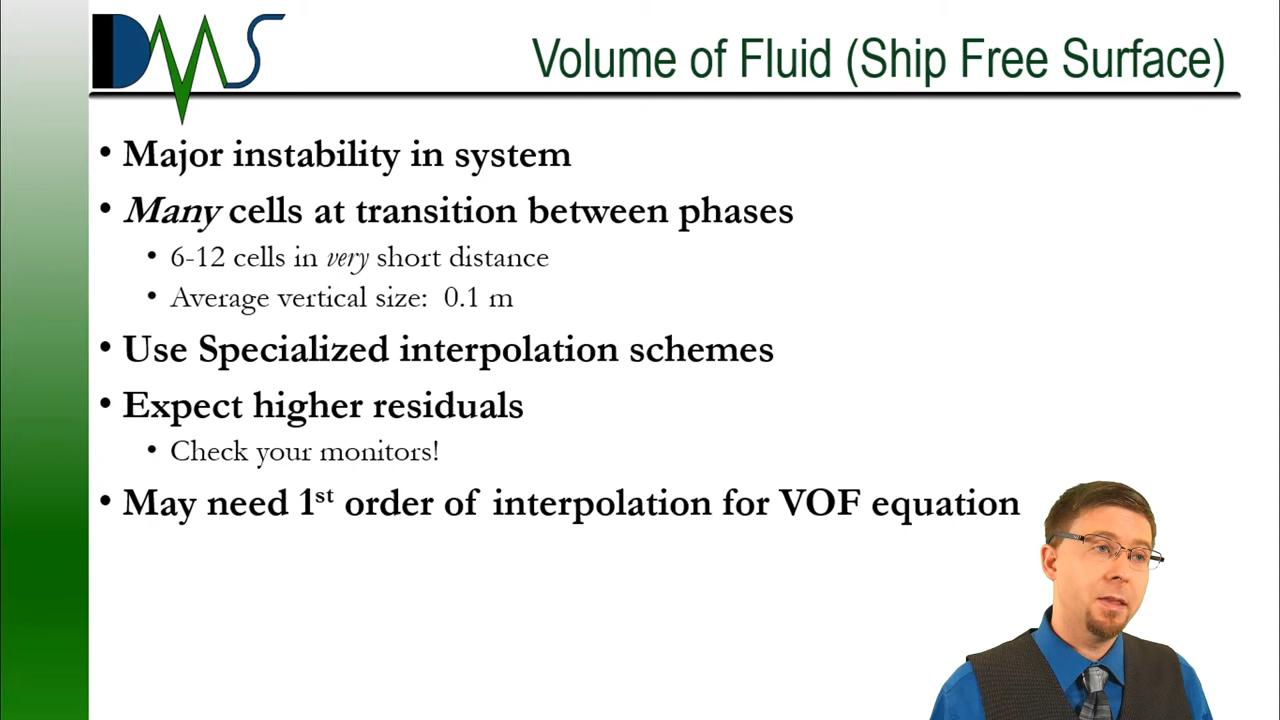 DMS
Volume of Fluid (Ship Free Surface)
• Major instability in system
• Many cells at transition between phases
• 6-12 cells in very short distance
• Average vertical size: 0.1 m
• Use Specialized interpolation schemes
• Expect higher residuals
• Check your monitors!
• May need 1st order of interpolation for VOF equation